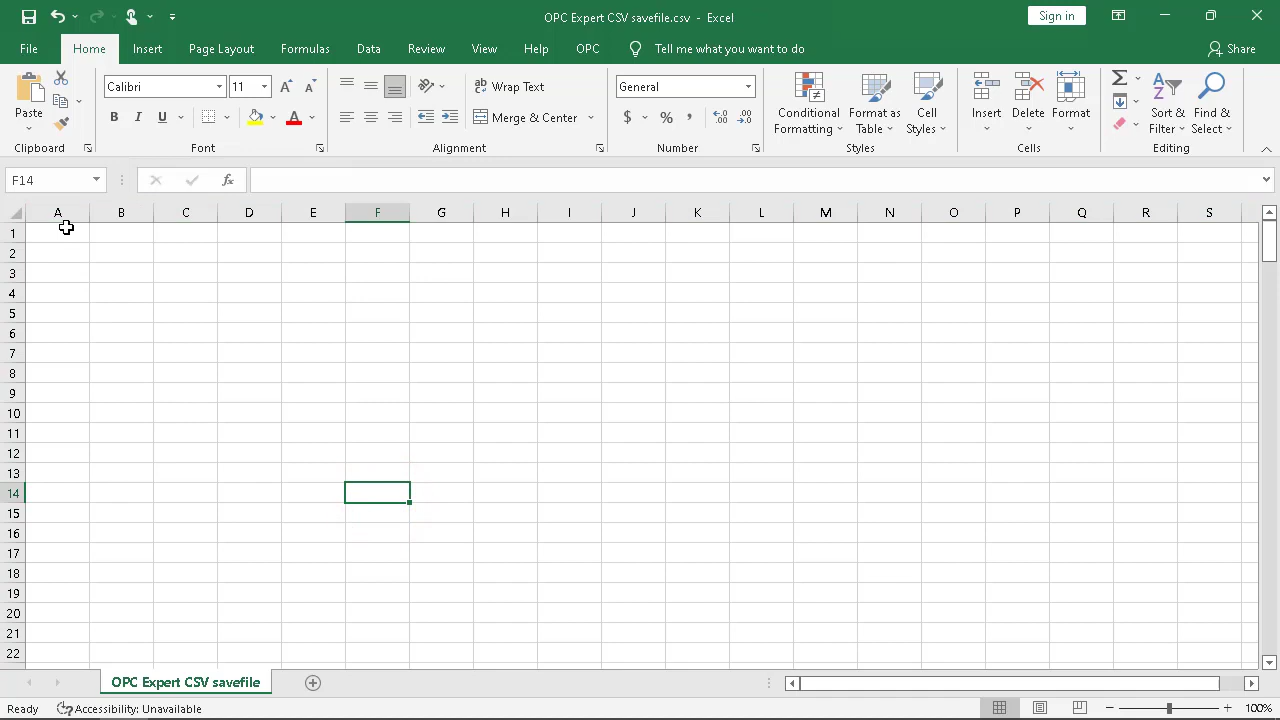 OPC Expert CSV savefile.csv - Excel
Sign in
File Home Insert Page Layout Formulas Data Review View Help OPC Tell me what you want to do Share
Calibri 11 Wrap Text General
Paste B I U Merge & Center $ % , Conditional Formatting Format as Table Cell Styles Insert Delete Format Sort & Filter Find & Select
Clipboard Font Alignment Number Styles Cells Editing
F14 fx
A B C D E F G H I J K L M N O P Q R S
1
2
3
4
5
6
7
8
9
10
11
12
13
14
15
16
17
18
19
20
21
22
OPC Expert CSV savefile
Ready Accessibility: Unavailable 100%